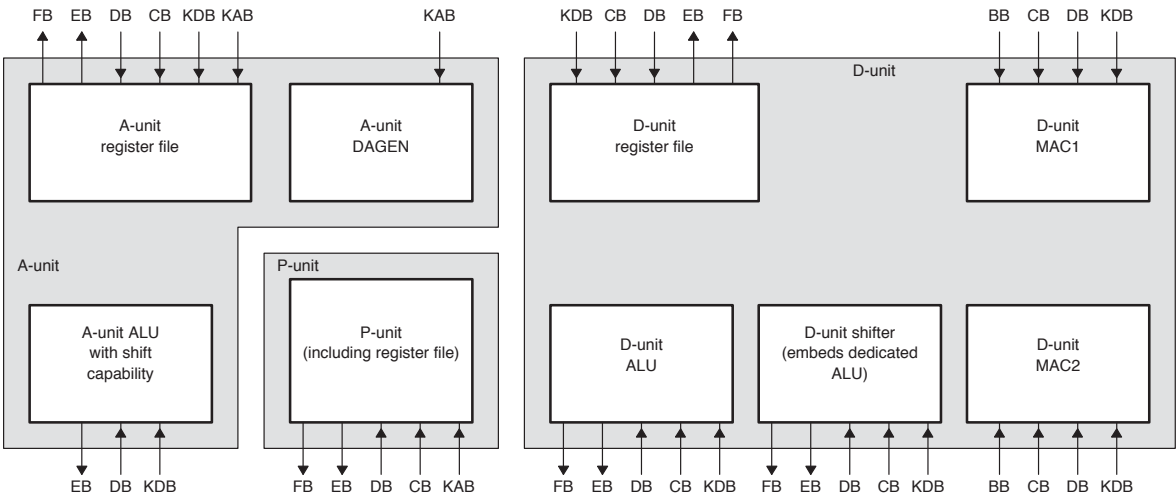 FB EB DB CB KDB KAB KAB KDB CB DB EB FB BB CB DB KDB
D-unit
A-unit
register file
A-unit
DAGEN
D-unit
register file
D-unit
MAC1
A-unit
P-unit
A-unit ALU
with shift
capability
P-unit
(including register file)
D-unit
ALU
D-unit shifter
(embeds dedicated
ALU)
D-unit
MAC2
EB DB KDB FB EB DB CB KAB FB EB DB CB KDB FB EB DB CB KDB BB CB DB KDB